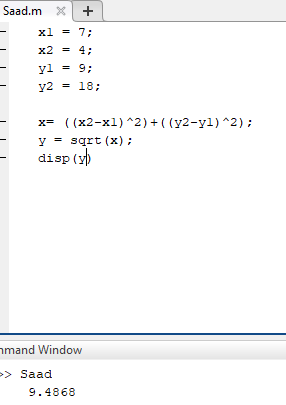 Saad.m × +
x1 = 7;
x2 = 4;
y1 = 9;
y2 = 18;
x= ((x2-x1)^2)+((y2-y1)^2);
y = sqrt(x);
disp(y)
mmand Window
>> Saad
9.4868